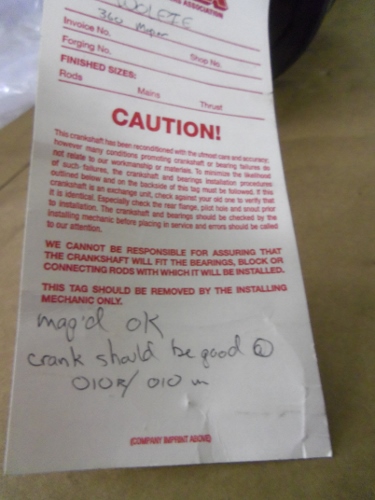 ASSOCIATION
360 Mopar
Invoice No.
Forging No. Shop No.
FINISHED SIZES:
Rods Mains Thrust
CAUTION!
This crankshaft has been reconditioned with the utmost care and accuracy;
however many conditions promoting crankshaft or bearing failures do
not relate to our workmanship or materials. To minimize the likelihood
of such failures, the crankshaft and bearings installation procedures
outlined below and on the backside of this tag must be followed. If this
crankshaft is an exchange unit, check against your old one to verify that
it is identical. Especially check the rear flange, pilot hole and snout prior
to installation. The crankshaft and bearings should be checked by the
installing mechanic before placing in service and errors should be called
to our attention.
WE CANNOT BE RESPONSIBLE FOR ASSURING THAT
THE CRANKSHAFT WILL FIT THE BEARINGS, BLOCK OR
CONNECTING RODS WITH WHICH IT WILL BE INSTALLED.
THIS TAG SHOULD BE REMOVED BY THE INSTALLING
MECHANIC ONLY.
mag'd OK
crank should be good @
010R/010 m
(COMPANY IMPRINT ABOVE)